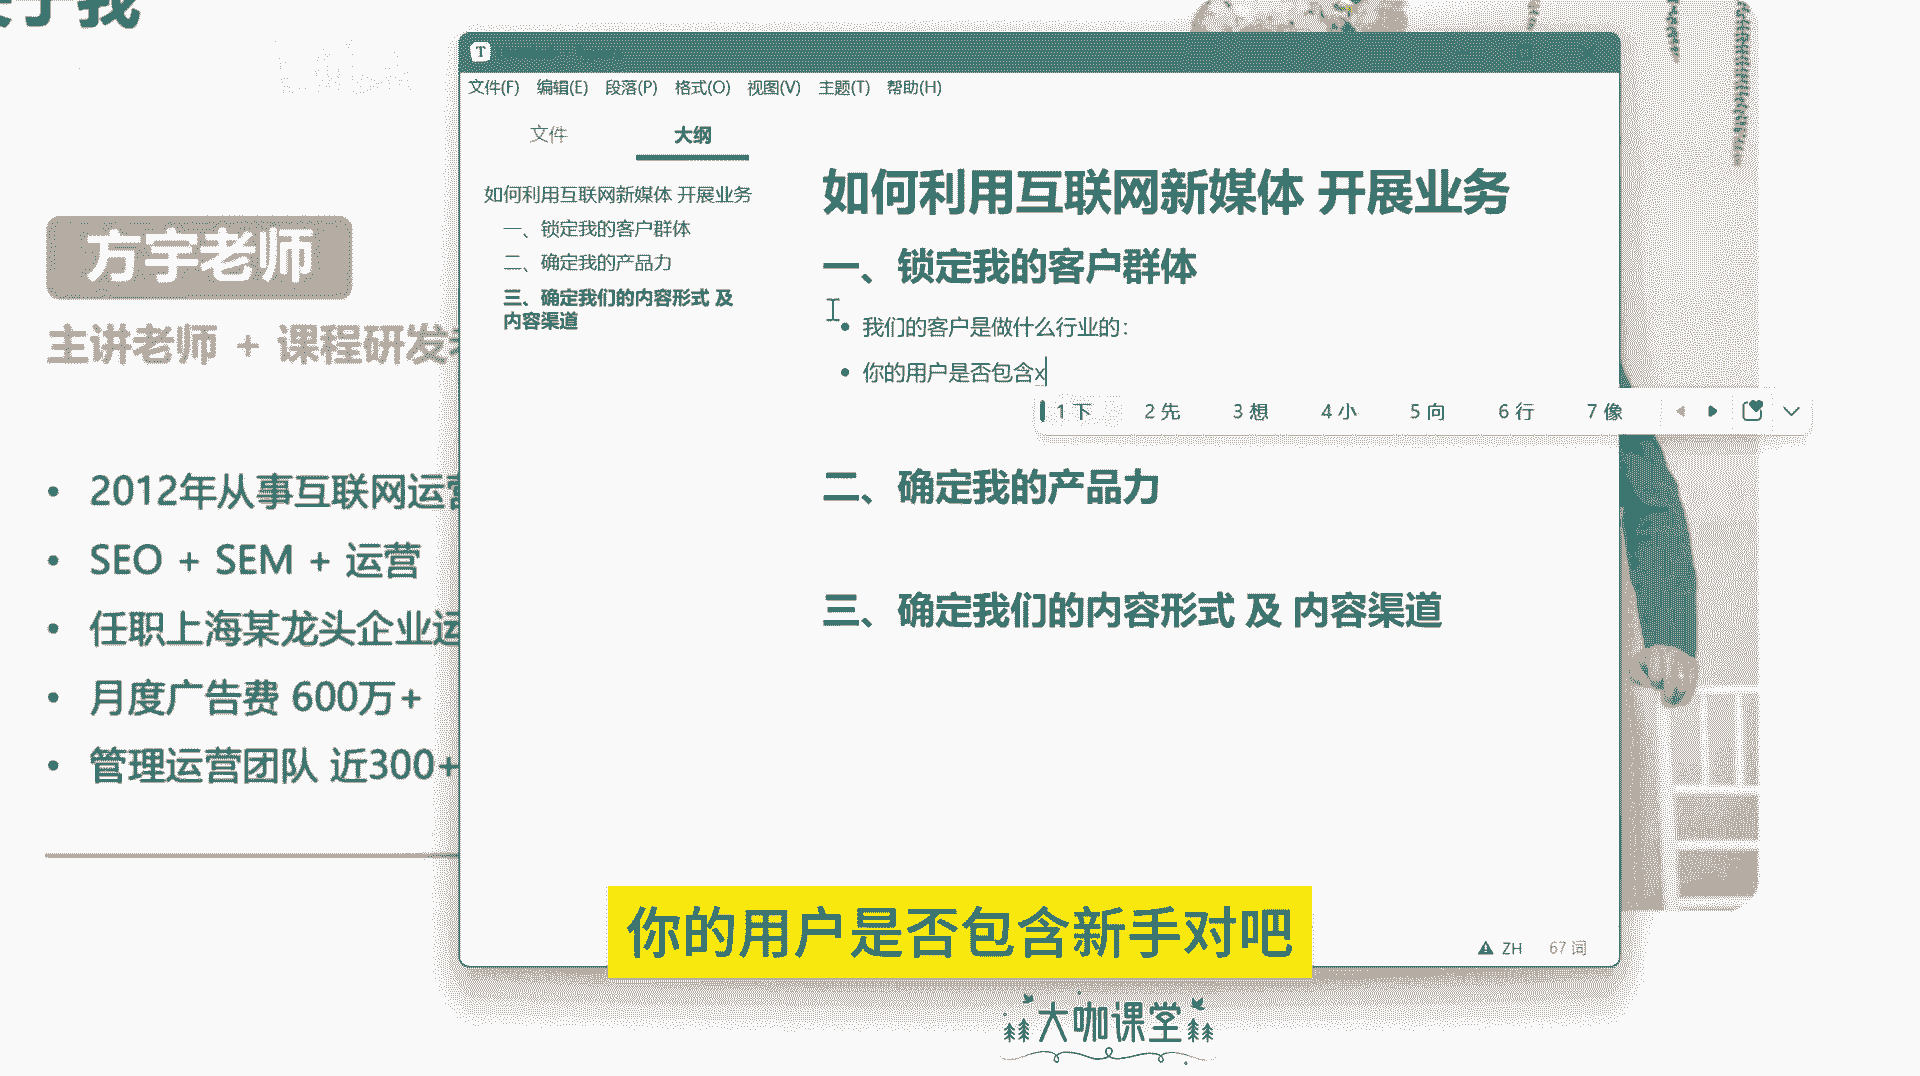 方宇老师
主讲老师 + 课程研发
• 2012年从事互联网运营
• SEO + SEM + 运营
• 任职上海某龙头企业运
• 月度广告费 600万+
• 管理运营团队 近300+
T
文件(F) 编辑(E) 段落(P) 格式(O) 视图(V) 主题(T) 帮助(H)
文件 大纲
如何利用互联网新媒体 开展业务
一、锁定我的客户群体
二、确定我的产品力
三、确定我们的内容形式 及
内容渠道
如何利用互联网新媒体 开展业务
一、锁定我的客户群体
• 我们的客户是做什么行业的：
• 你的用户是否包含x
1 下 2 先 3 想 4 小 5 向 6 行 7 像
二、确定我的产品力
三、确定我们的内容形式 及 内容渠道
ZH 67 词
你的用户是否包含新手对吧
大咖课堂